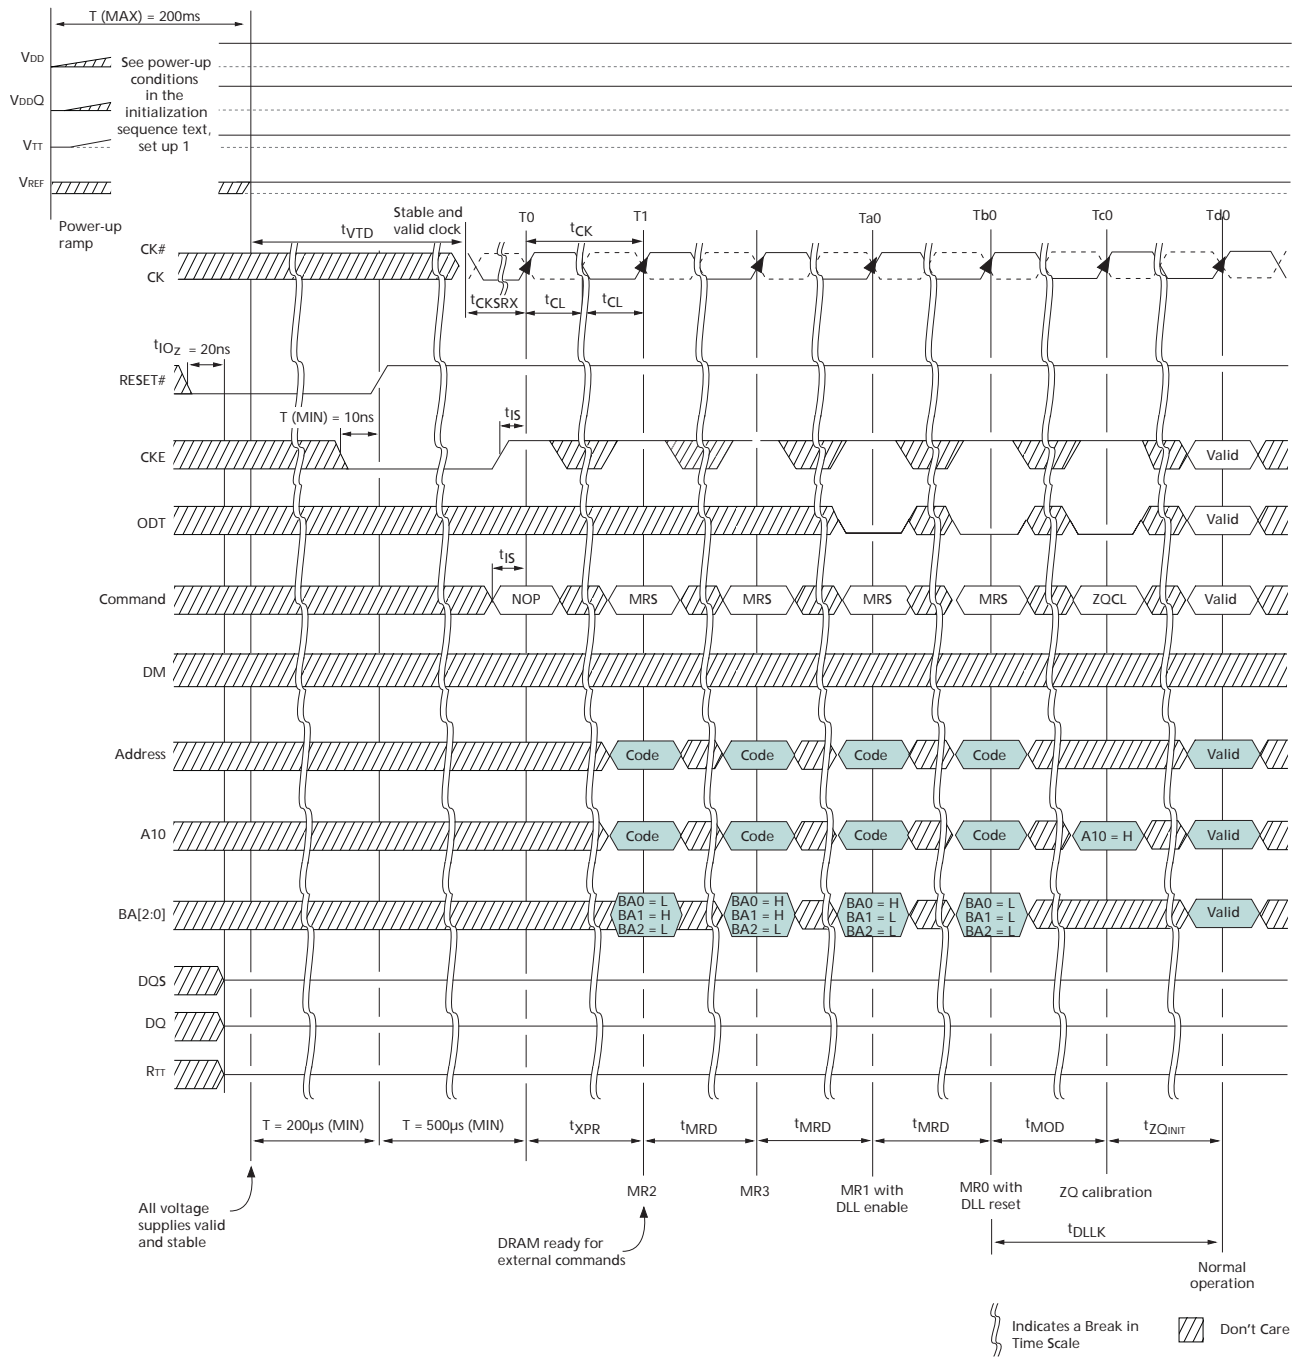 T (MAX) = 200ms
VDD
See power-up
conditions
in the
initialization
sequence text,
set up 1
VDDQ
VTT
VREF
Power-up
ramp
tVTD
Stable and
valid clock
T0
T1
Ta0
Tb0
Tc0
Td0
tCK
CK#
CK
tCKSRX
tCL
tCL
tIOz = 20ns
RESET#
T (MIN) = 10ns
tIS
CKE
Valid
ODT
Valid
tIS
Command
NOP
MRS
MRS
MRS
MRS
ZQCL
Valid
DM
Address
Code
Code
Code
Code
Valid
A10
Code
Code
Code
Code
A10 = H
Valid
BA[2:0]
BA0 = L
BA1 = H
BA2 = L
BA0 = H
BA1 = H
BA2 = L
BA0 = H
BA1 = L
BA2 = L
BA0 = L
BA1 = L
BA2 = L
Valid
DQS
DQ
RTT
T = 200µs (MIN)
T = 500µs (MIN)
tXPR
tMRD
tMRD
tMRD
tMOD
tZQINIT
MR2
MR3
MR1 with
DLL enable
MR0 with
DLL reset
ZQ calibration
All voltage
supplies valid
and stable
DRAM ready for
external commands
tDLLK
Normal
operation
Indicates a Break in
Time Scale
Don't Care